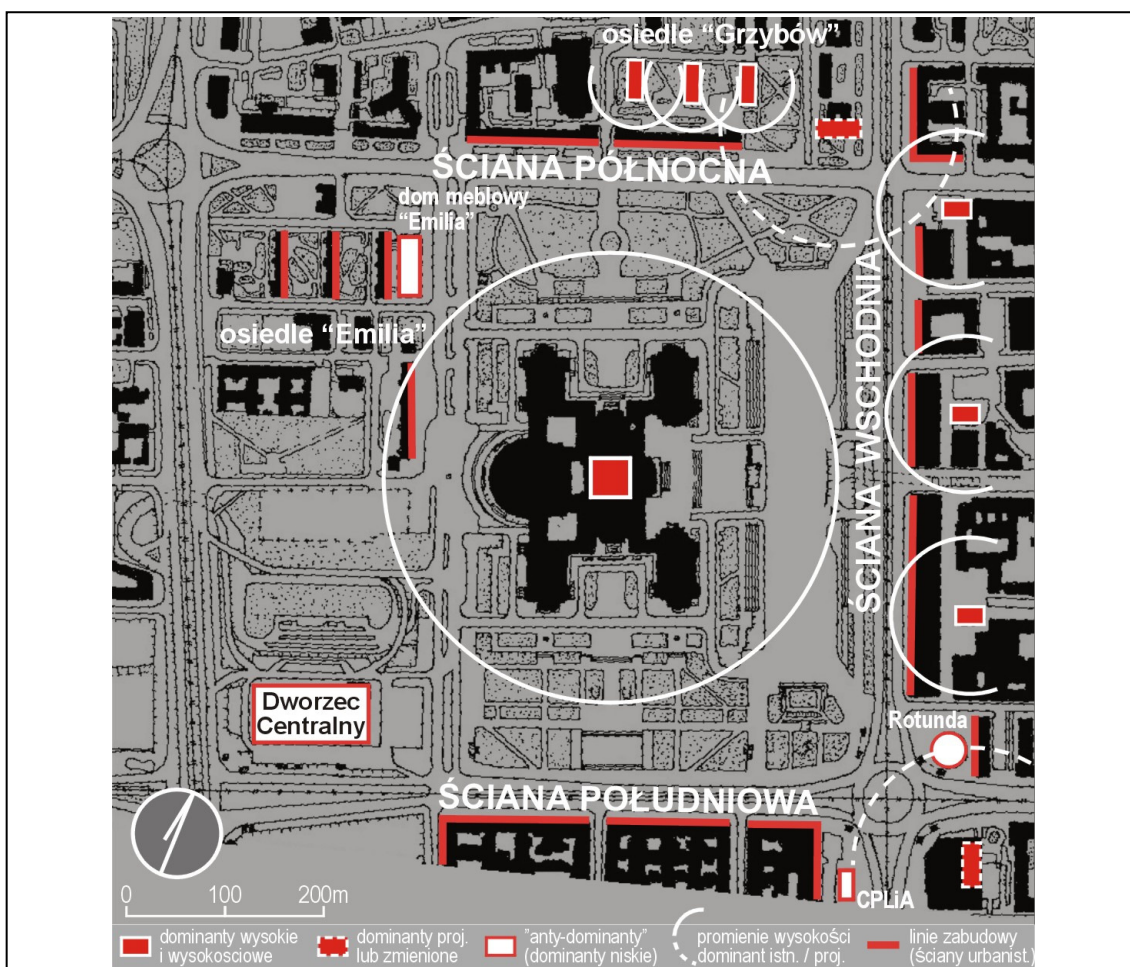 osiedle “Grzybów”
ŚCIANA PÓŁNOCNA
dom meblowy
“Emilia”
osiedle “Emilia”
ŚCIANA WSCHODNIA
Dworzec
Centralny
Rotunda
ŚCIANA POŁUDNIOWA
CPLiA
0 100 200m
dominanty wysokie
i wysokosciowe
dominanty proj.
lub zmienione
"anty-dominanty"
(dominanty niskie)
promienie wysokości
dominant istn. / proj.
linie zabudowy
(ściany urbanist.)